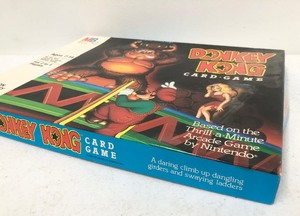 MB
DONKEY
KONG
CARD-GAME
Based on the
Thrill-a-Minute
Arcade Game
by Nintendo®
DONKEY KONG CARD
GAME
A daring climb up dangling
girders and swaying ladders